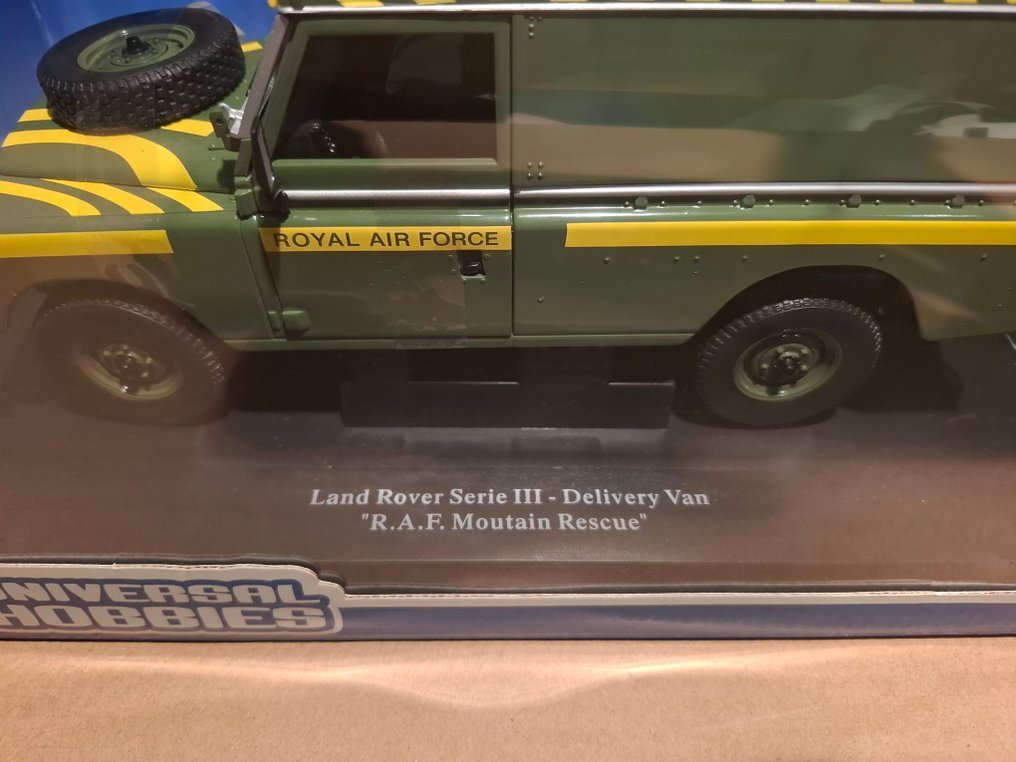 ROYAL AIR FORCE
Land Rover Serie III - Delivery Van
"R.A.F. Moutain Rescue"
UNIVERSAL
HOBBIES